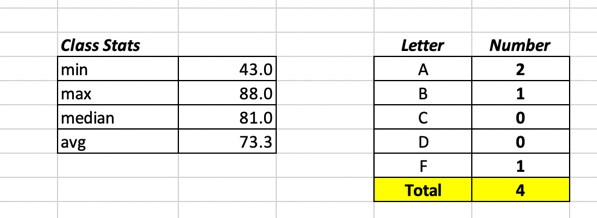 Class Stats
min 43.0
max 88.0
median 81.0
avg 73.3
Letter Number
A 2
B 1
C 0
D 0
F 1
Total 4